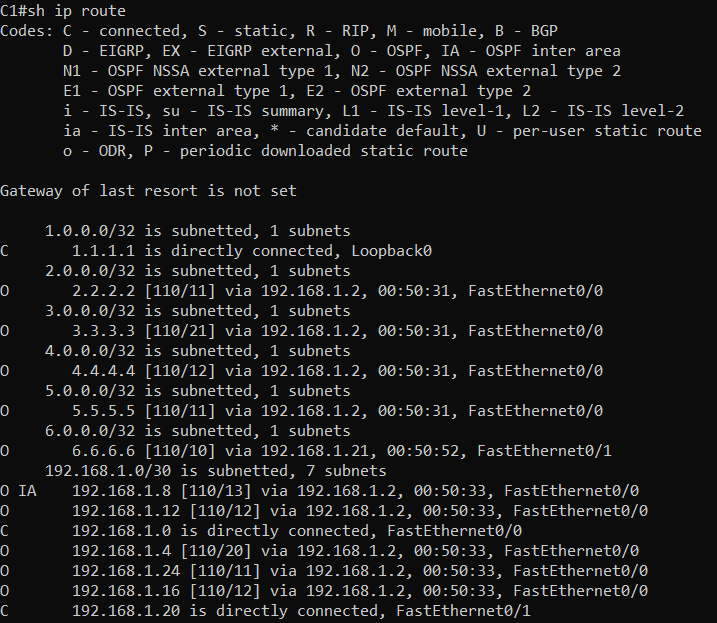 C1#sh ip route
Codes: C - connected, S - static, R - RIP, M - mobile, B - BGP
       D - EIGRP, EX - EIGRP external, O - OSPF, IA - OSPF inter area
       N1 - OSPF NSSA external type 1, N2 - OSPF NSSA external type 2
       E1 - OSPF external type 1, E2 - OSPF external type 2
       i - IS-IS, su - IS-IS summary, L1 - IS-IS level-1, L2 - IS-IS level-2
       ia - IS-IS inter area, * - candidate default, U - per-user static route
       o - ODR, P - periodic downloaded static route

Gateway of last resort is not set

     1.0.0.0/32 is subnetted, 1 subnets
C       1.1.1.1 is directly connected, Loopback0
     2.0.0.0/32 is subnetted, 1 subnets
O       2.2.2.2 [110/11] via 192.168.1.2, 00:50:31, FastEthernet0/0
     3.0.0.0/32 is subnetted, 1 subnets
O       3.3.3.3 [110/21] via 192.168.1.2, 00:50:31, FastEthernet0/0
     4.0.0.0/32 is subnetted, 1 subnets
O       4.4.4.4 [110/12] via 192.168.1.2, 00:50:31, FastEthernet0/0
     5.0.0.0/32 is subnetted, 1 subnets
O       5.5.5.5 [110/11] via 192.168.1.2, 00:50:31, FastEthernet0/0
     6.0.0.0/32 is subnetted, 1 subnets
O       6.6.6.6 [110/10] via 192.168.1.21, 00:50:52, FastEthernet0/1
     192.168.1.0/30 is subnetted, 7 subnets
O IA    192.168.1.8 [110/13] via 192.168.1.2, 00:50:33, FastEthernet0/0
O       192.168.1.12 [110/12] via 192.168.1.2, 00:50:33, FastEthernet0/0
C       192.168.1.0 is directly connected, FastEthernet0/0
O       192.168.1.4 [110/20] via 192.168.1.2, 00:50:33, FastEthernet0/0
O       192.168.1.24 [110/11] via 192.168.1.2, 00:50:33, FastEthernet0/0
O       192.168.1.16 [110/12] via 192.168.1.2, 00:50:33, FastEthernet0/0
C       192.168.1.20 is directly connected, FastEthernet0/1